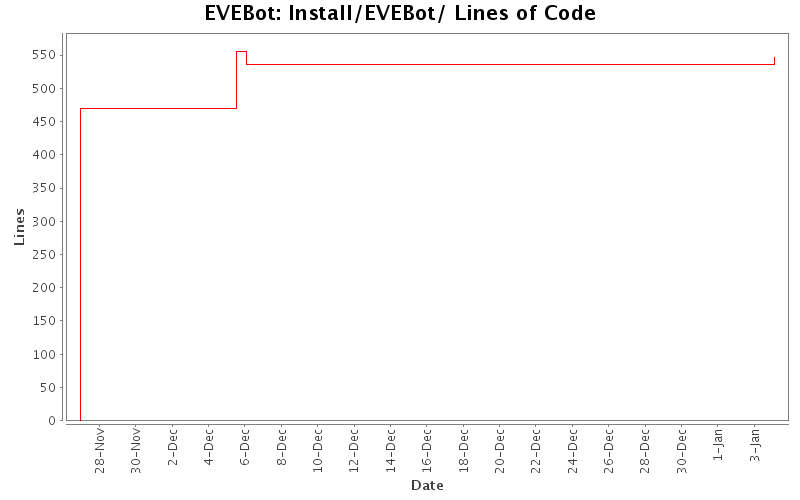 EVEBot: Install/EVEBot/ Lines of Code
550
500
450
400
350
300
250
200
150
100
50
0
Lines
28-Nov
30-Nov
2-Dec
4-Dec
6-Dec
8-Dec
10-Dec
12-Dec
14-Dec
16-Dec
18-Dec
20-Dec
22-Dec
24-Dec
26-Dec
28-Dec
30-Dec
1-Jan
3-Jan
Date